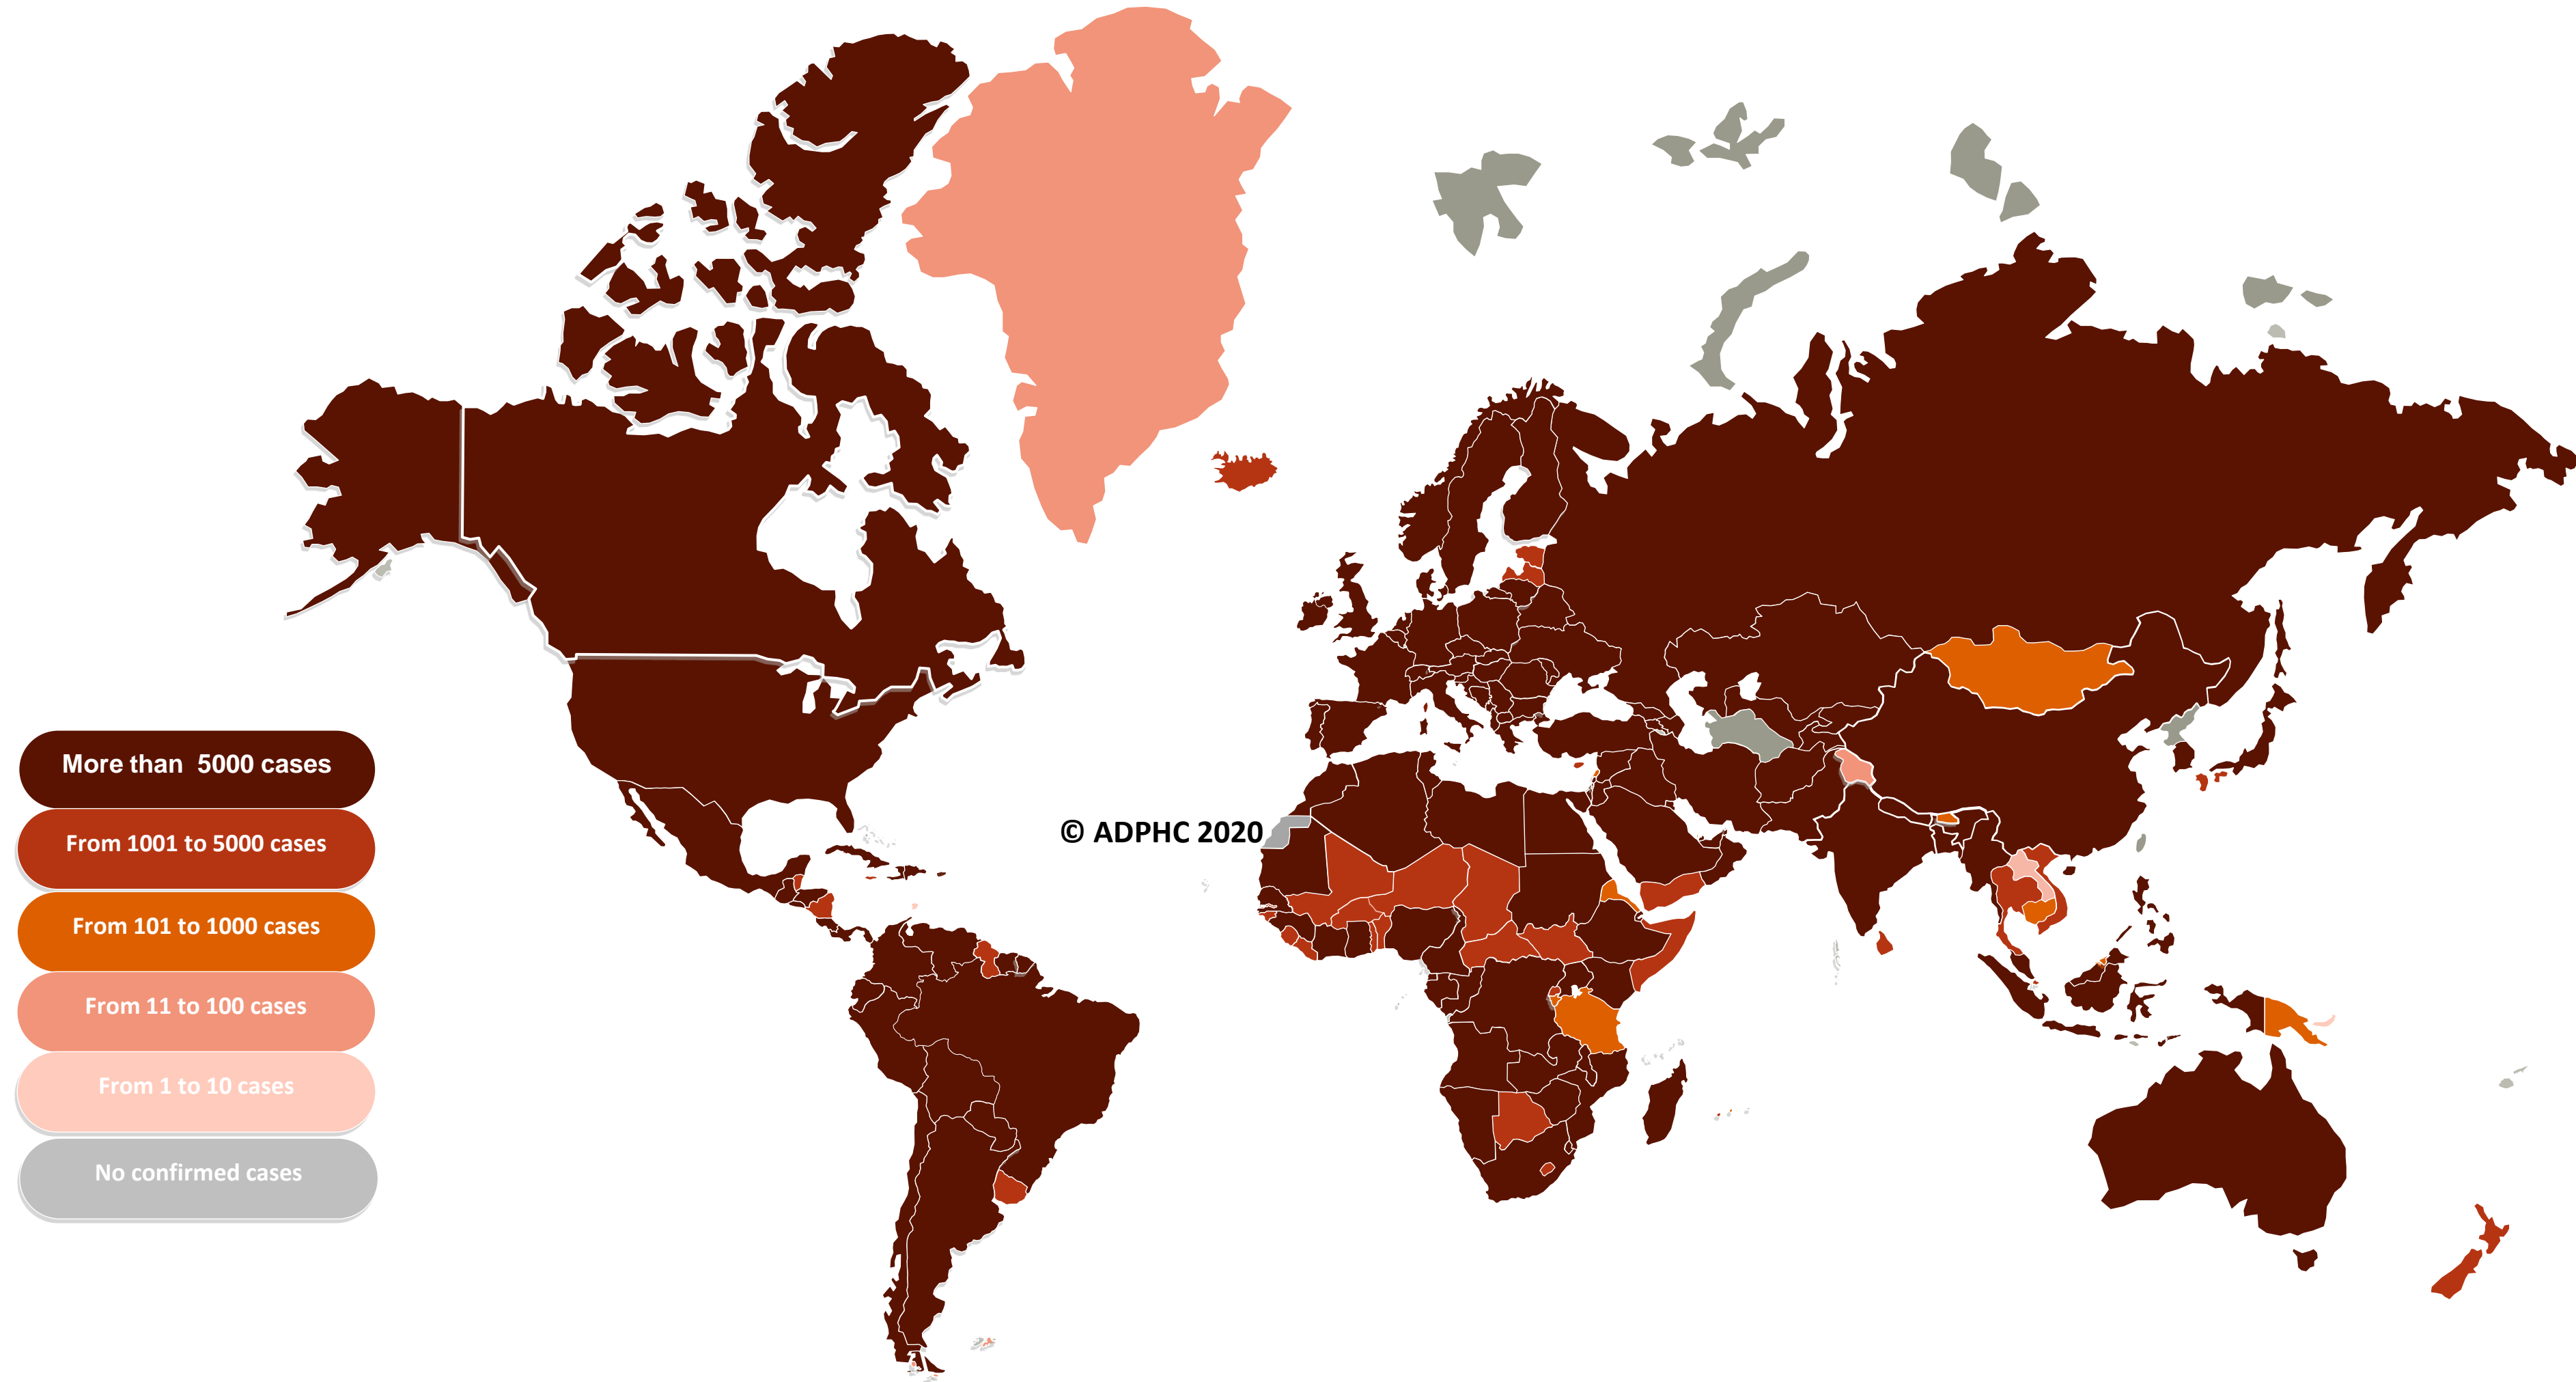 More than  5000 cases
From 1001 to 5000 cases
© ADPHC 2020
From 101 to 1000 cases
From 11 to 100 cases
From 1 to 10 cases
No confirmed cases